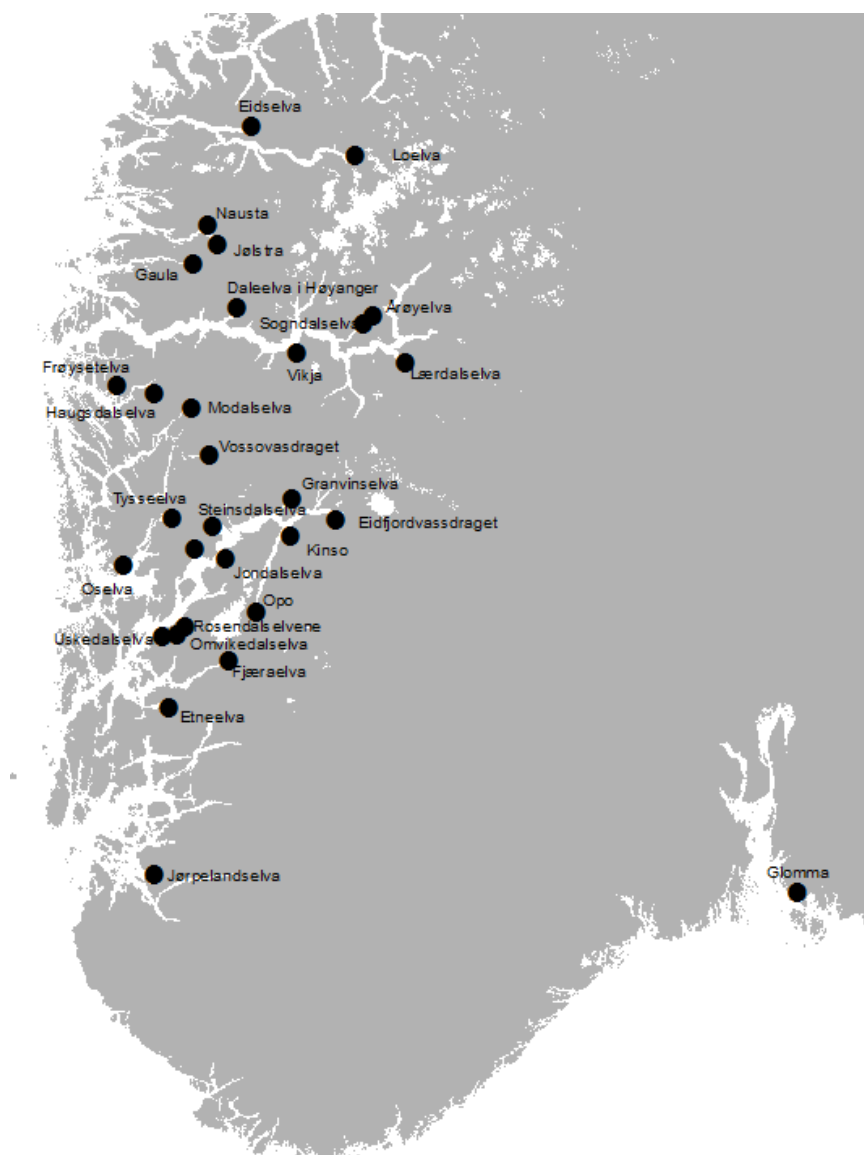 Eidselva
Loelva
Nausta
Jølstra
Gaula
Daleelva i Høyanger
Årøyelva
Sogndalselva
Frøysetelva
Vikja
Lærdalselva
Haugsdalselva
Modalselva
Vossovasdraget
Granvinselva
Tysseelva
Steinsdalselva
Eidfjordvassdraget
Kinso
Jondalselva
Oselva
Opo
Rosendalselvene
Uskedalselva
Omvikedalselva
Fjæraelva
Etneelva
Jørpelandselva
Glomma